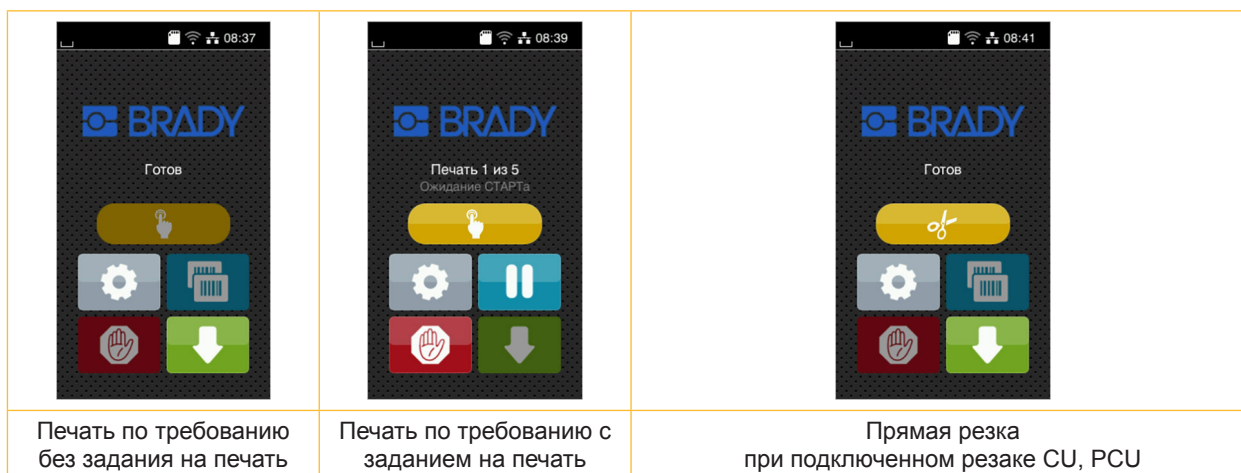 08:37
BRADY
Готов
Печать по требованию
без задания на печать
08:39
BRADY
Печать 1 из 5
Ожидание СТАРТа
Печать по требованию с
заданием на печать
08:41
BRADY
Готов
Прямая резка
при подключенном резаке CU, PCU